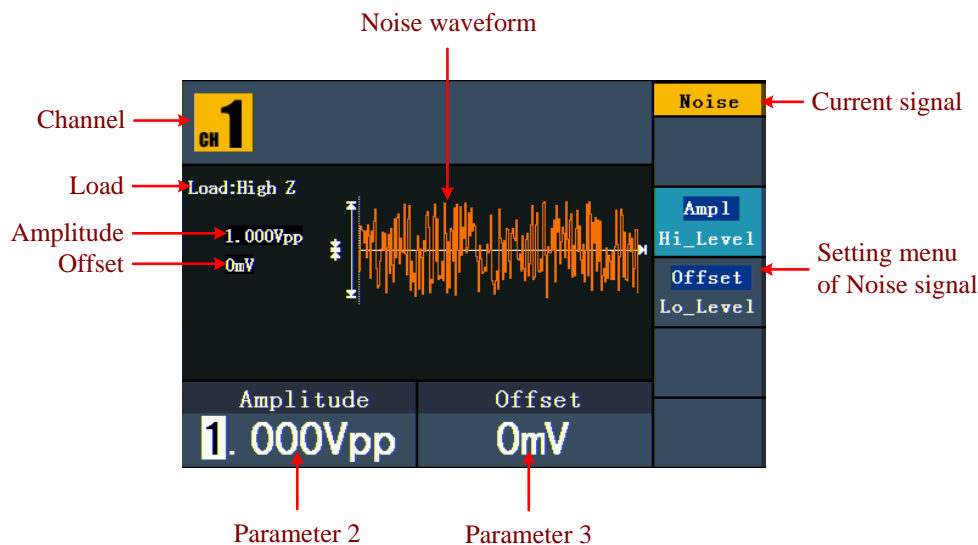 Noise waveform
Channel
CH 1
Noise
Current signal
Load
Load:High Z
Amplitude
1.000Vpp
Offset
0mV
Ampl
Hi_Level
Offset
Lo_Level
Setting menu
of Noise signal
Amplitude
Offset
1.000Vpp
0mV
Parameter 2
Parameter 3